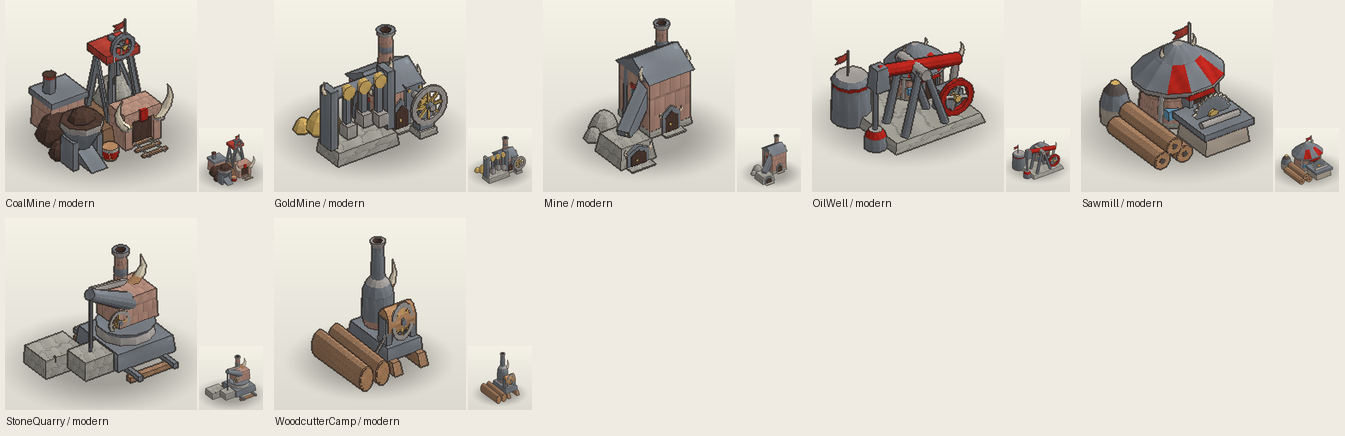 CoalMine / modern
GoldMine / modern
Mine / modern
OilWell / modern
Sawmill / modern
StoneQuarry / modern
WoodcutterCamp / modern